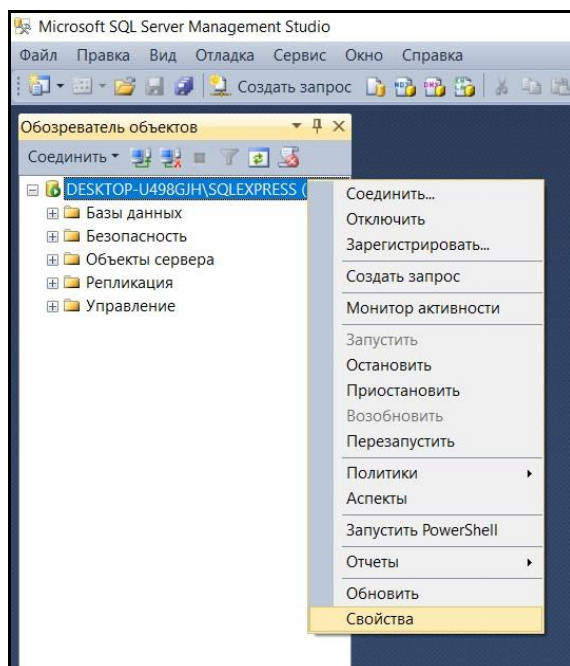 Microsoft SQL Server Management Studio
Файл Правка Вид Отладка Сервис Окно Справка
Создать запрос
Обозреватель объектов
Соединить
DESKTOP-U498GJH\SQLEXPRESS (
Базы данных
Безопасность
Объекты сервера
Репликация
Управление
Соединить...
Отключить
Зарегистрировать...
Создать запрос
Монитор активности
Запустить
Остановить
Приостановить
Возобновить
Перезапустить
Политики
Аспекты
Запустить PowerShell
Отчеты
Обновить
Свойства